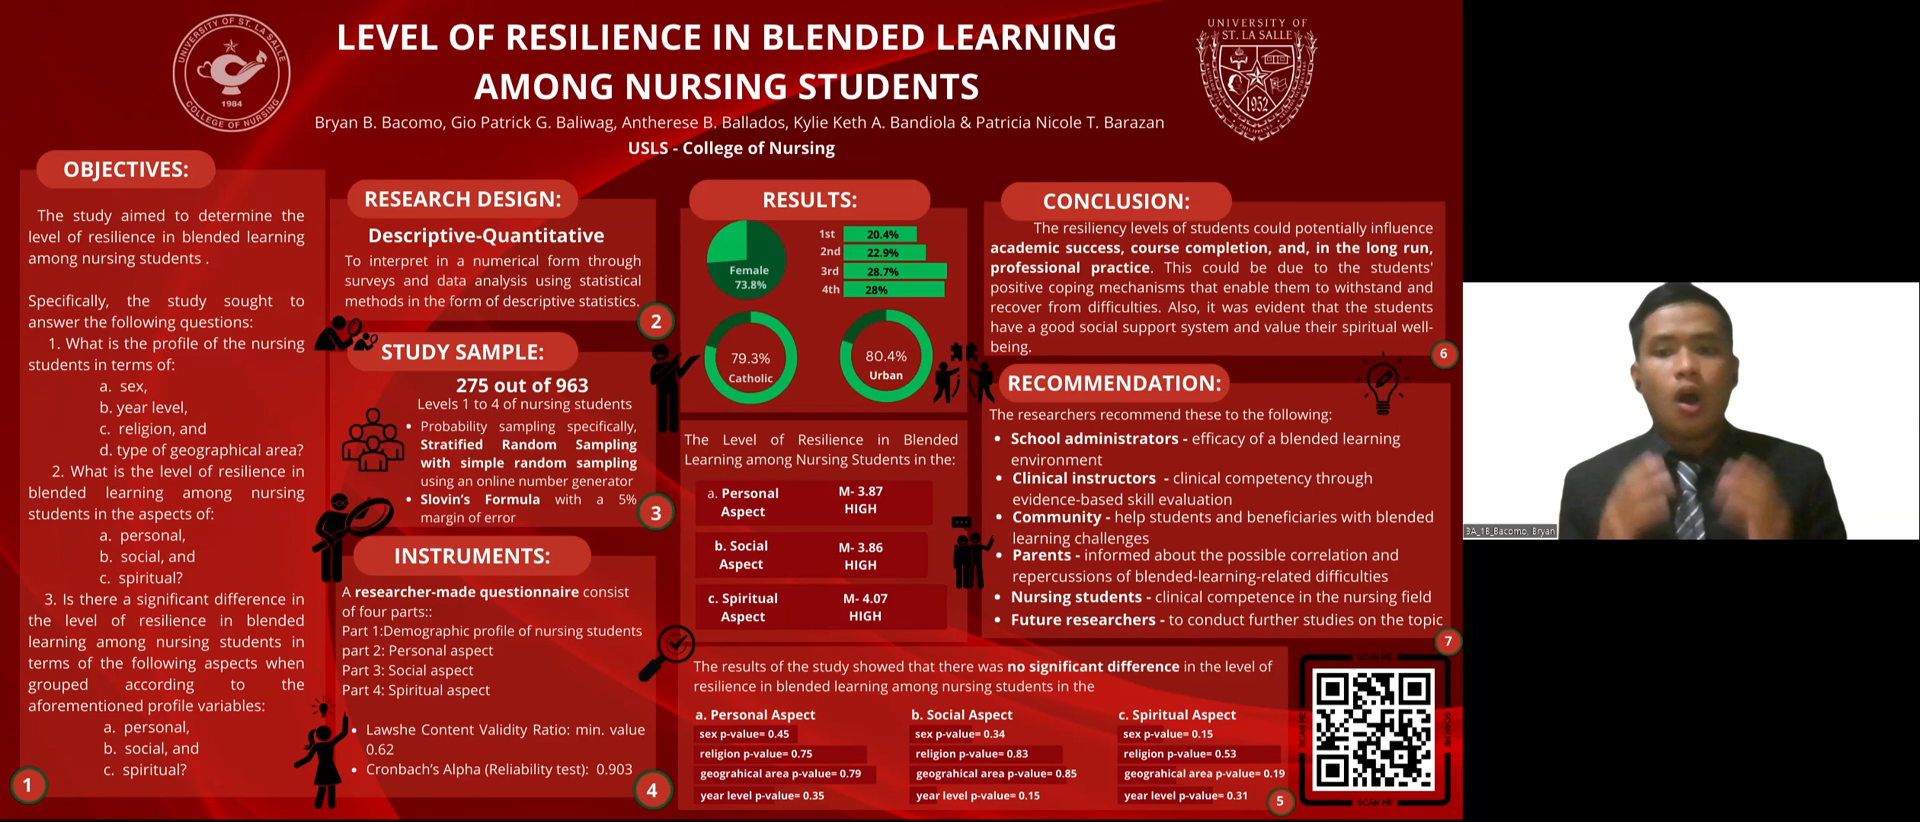 UNIVERSITY OF ST. LA SALLE
1984
COLLEGE OF NURSING
LEVEL OF RESILIENCE IN BLENDED LEARNING
AMONG NURSING STUDENTS
Bryan B. Bacomo, Gio Patrick G. Baliwag, Antherese B. Ballados, Kylie Keth A. Bandiola & Patricia Nicole T. Barazan
USLS - College of Nursing
UNIVERSITY OF
ST. LA SALLE
1952
OBJECTIVES:
The study aimed to determine the
level of resilience in blended learning
among nursing students .
Specifically, the study sought to
answer the following questions:
1. What is the profile of the nursing
students in terms of:
a. sex,
b. year level,
c. religion, and
d. type of geographical area?
2. What is the level of resilience in
blended learning among nursing
students in the aspects of:
a. personal,
b. social, and
c. spiritual?
3. Is there a significant difference in
the level of resilience in blended
learning among nursing students in
terms of the following aspects when
grouped according to the
aforementioned profile variables:
a. personal,
b. social, and
c. spiritual?
1
RESEARCH DESIGN:
Descriptive-Quantitative
To interpret in a numerical form through
surveys and data analysis using statistical
methods in the form of descriptive statistics.
2
STUDY SAMPLE:
275 out of 963
Levels 1 to 4 of nursing students
• Probability sampling specifically,
Stratified Random Sampling
with simple random sampling
using an online number generator
• Slovin's Formula with a 5%
margin of error
3
INSTRUMENTS:
A researcher-made questionnaire consist
of four parts::
Part 1:Demographic profile of nursing students
part 2: Personal aspect
Part 3: Social aspect
Part 4: Spiritual aspect
• Lawshe Content Validity Ratio: min. value
0.62
• Cronbach's Alpha (Reliability test): 0.903
4
RESULTS:
Female
73.8%
1st 20.4%
2nd 22.9%
3rd 28.7%
4th 28%
79.3%
Catholic
80.4%
Urban
The Level of Resilience in Blended
Learning among Nursing Students in the:
a. Personal
Aspect
M- 3.87
HIGH
b. Social
Aspect
M- 3.86
HIGH
c. Spiritual
Aspect
M- 4.07
HIGH
The results of the study showed that there was no significant difference in the level of
resilience in blended learning among nursing students in the
a. Personal Aspect
sex p-value= 0.45
religion p-value= 0.75
geograhical area p-value= 0.79
year level p-value= 0.35
b. Social Aspect
sex p-value= 0.34
religion p-value= 0.83
geograhical area p-value= 0.85
year level p-value= 0.15
c. Spiritual Aspect
sex p-value= 0.15
religion p-value= 0.53
geograhical area p-value= 0.19
year level p-value= 0.31
5
CONCLUSION:
The resiliency levels of students could potentially influence
academic success, course completion, and, in the long run,
professional practice. This could be due to the students'
positive coping mechanisms that enable them to withstand and
recover from difficulties. Also, it was evident that the students
have a good social support system and value their spiritual well-
being.
6
RECOMMENDATION:
The researchers recommend these to the following:
• School administrators - efficacy of a blended learning
environment
• Clinical instructors - clinical competency through
evidence-based skill evaluation
• Community - help students and beneficiaries with blended
learning challenges
• Parents - informed about the possible correlation and
repercussions of blended-learning-related difficulties
• Nursing students - clinical competence in the nursing field
• Future researchers - to conduct further studies on the topic
7
SCAN ME
SCAN ME
SCAN ME
SCAN ME
3A_1B_Bacomo, Bryan